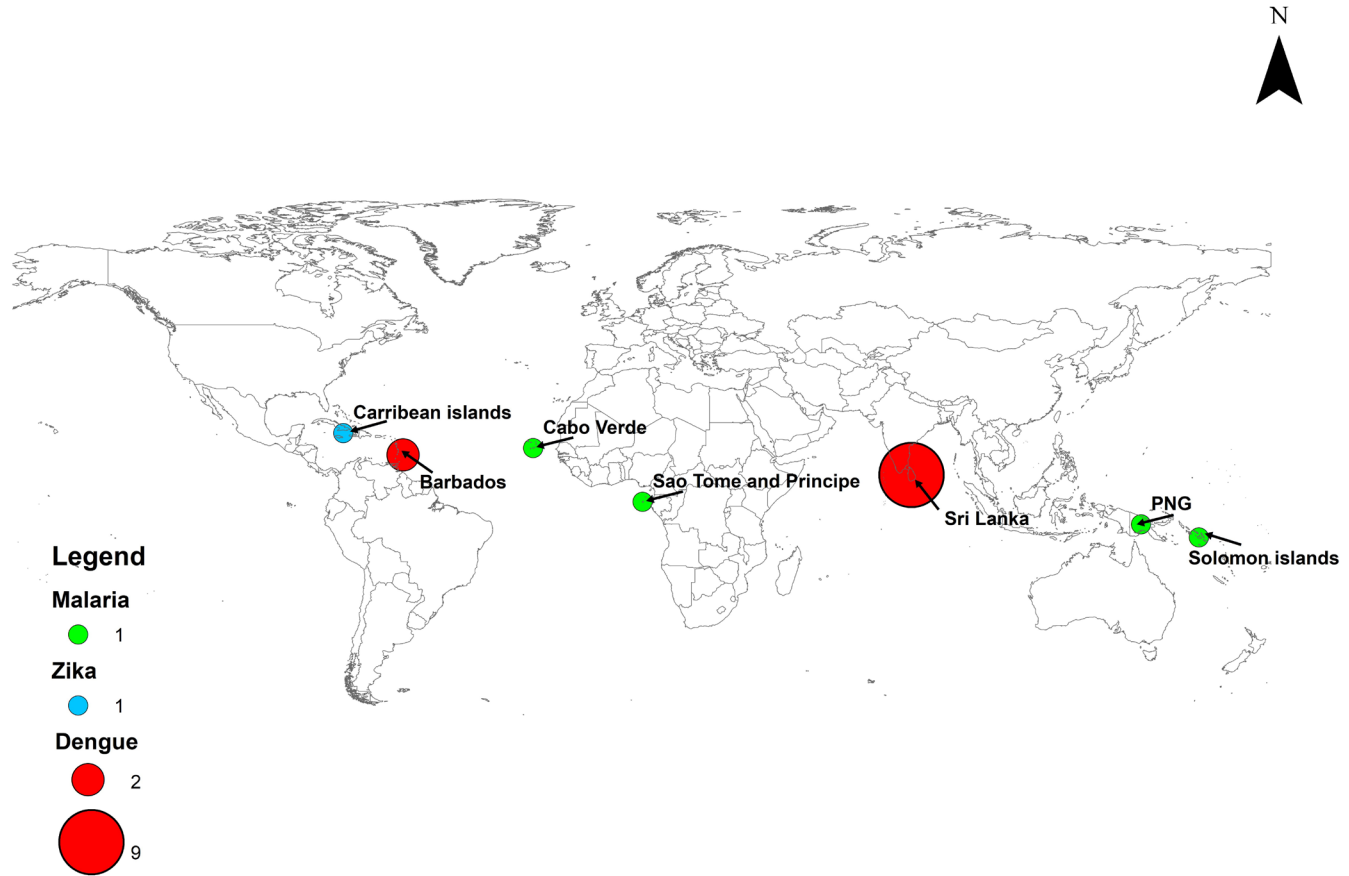 N
Carribean islands
Cabo Verde
Barbados
Sao Tome and Principe
Sri Lanka
PNG
Solomon islands
Legend
Malaria
1
Zika
1
Dengue
2
9